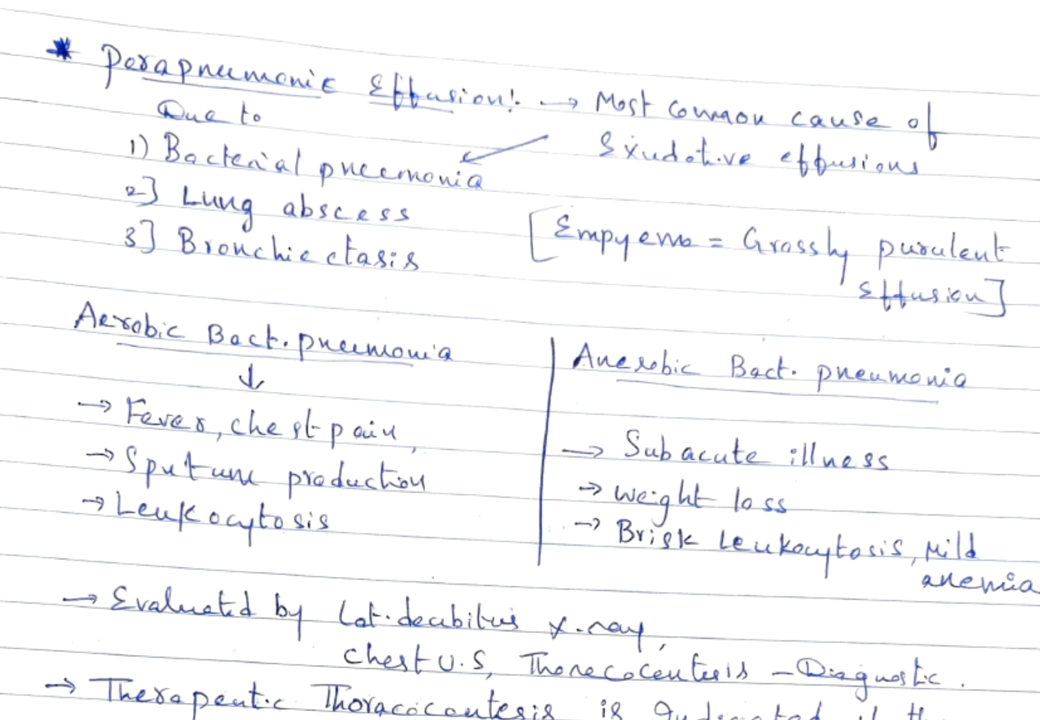 * Parapneumonic Effusion! → Most common cause of
Exudative effusions
Due to
1) Bacterial pneumonia
2] Lung abscess
3] Bronchiectasis
[Empyema = Grossly purulent
Effusion]
Aerobic Bact. pneumonia
↓
→ Fever, chest pain,
→ Sputum production
→ Leukocytosis
Anerobic Bact. pneumonia
→ Subacute illness
→ weight loss
→ Brisk Leukocytosis, Mild
anemia
→ Evaluated by Lat. decubitus x-ray,
chest U.S, Thoracocentesis – Diagnostic.
→ Therapeutic Thoracocentesis is